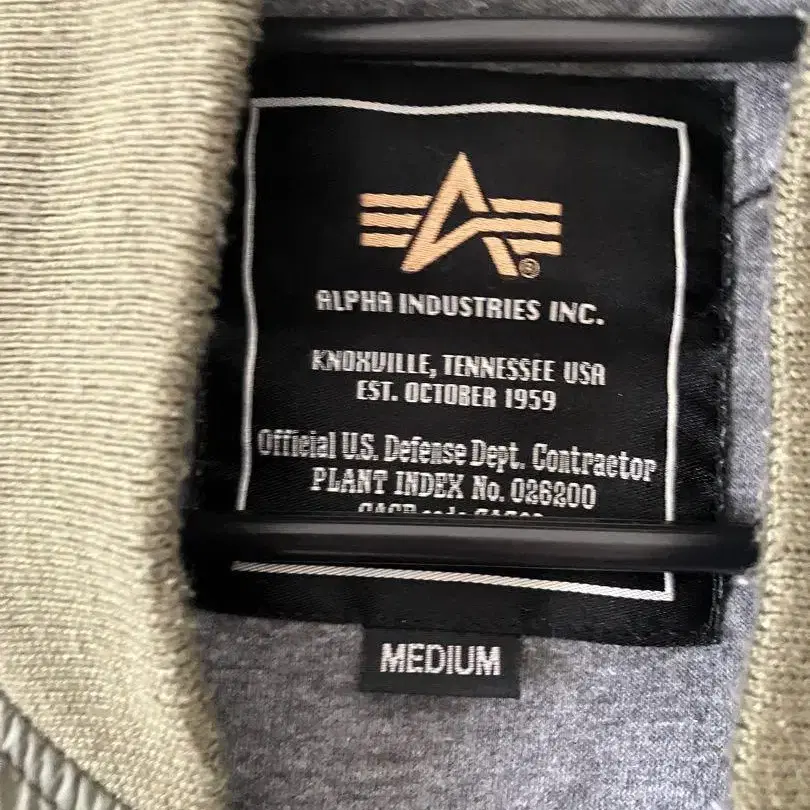 ®
ALPHA INDUSTRIES INC.
KNOXVILLE, TENNESSEE USA
EST. OCTOBER 1959
Official U.S. Defense Dept. Contractor
PLANT INDEX No. 026200
MEDIUM